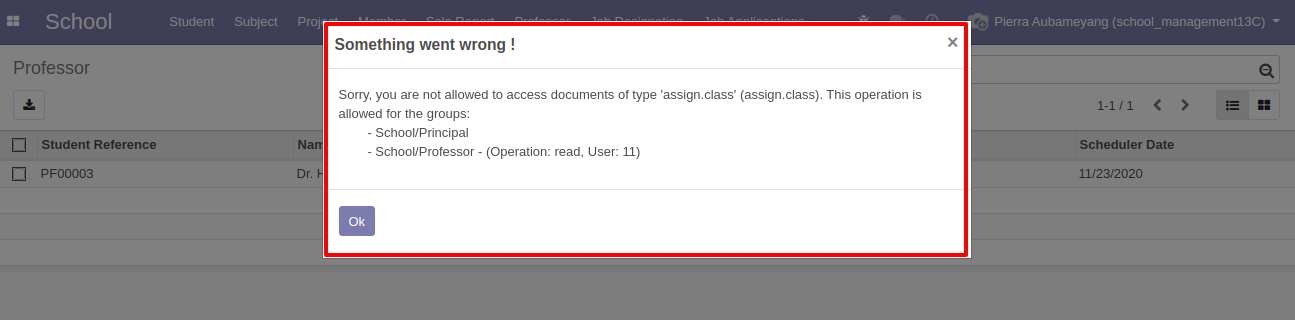 School Student Subject Project Member Sale Report Professor Job Designation Job Applications Pierra Aubameyang (school_management13C)
Something went wrong ! ×
Professor
Sorry, you are not allowed to access documents of type 'assign.class' (assign.class). This operation is
allowed for the groups:
- School/Principal
- School/Professor - (Operation: read, User: 11)
1-1 / 1
Student Reference Nam Scheduler Date
PF00003 Dr. H 11/23/2020
Ok